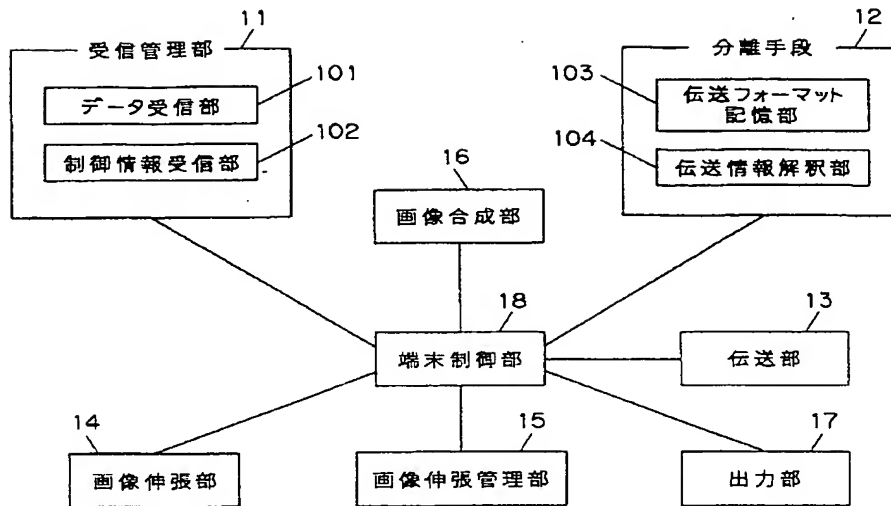 11
受信管理部
101
データ受信部
102
制御情報受信部
12
分離手段
103
伝送フォーマット
記憶部
104
伝送情報解釈部
16
画像合成部
18
端末制御部
13
伝送部
14
画像伸張部
15
画像伸張管理部
17
出力部